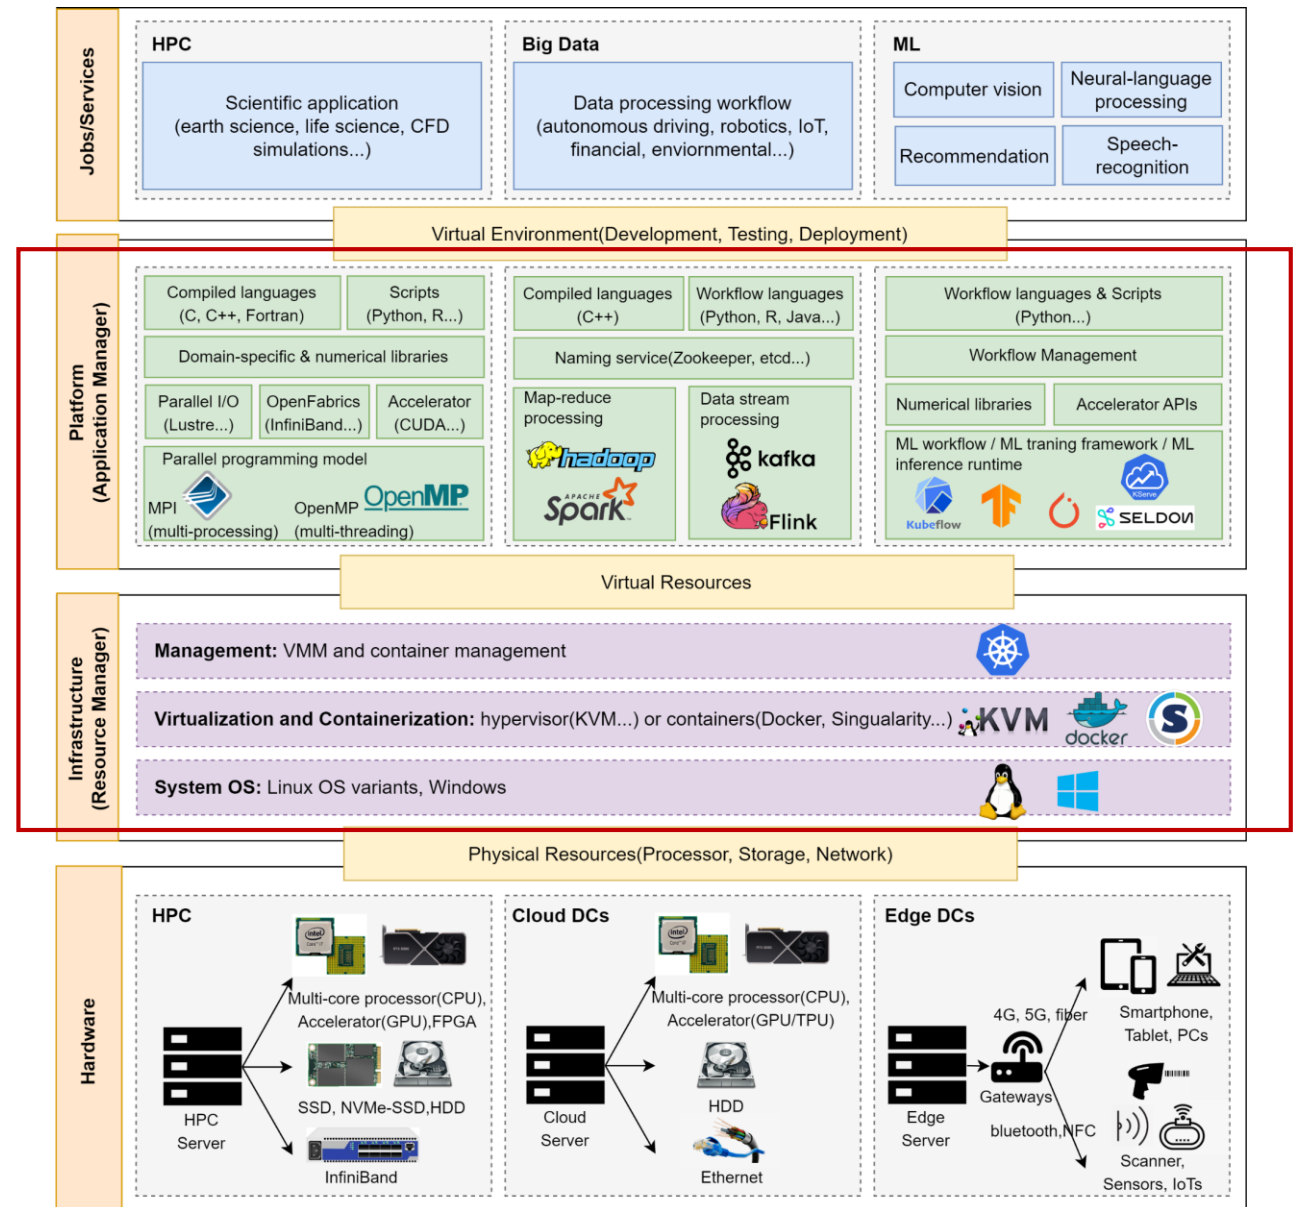 Jobs/Services
HPC
Scientific application
(earth science, life science, CFD
simulations...)
Big Data
Data processing workflow
(autonomous driving, robotics, IoT,
financial, enviornmental...)
ML
Computer vision
Neural-language
processing
Recommendation
Speech-
recognition
Virtual Environment(Development, Testing, Deployment)
Platform
(Application Manager)
Compiled languages
(C, C++, Fortran)
Scripts
(Python, R...)
Domain-specific & numerical libraries
Parallel I/O
(Lustre...)
OpenFabrics
(InfiniBand...)
Accelerator
(CUDA...)
Parallel programming model
MPI
(multi-processing)
OpenMP
OpenMP
(multi-threading)
Compiled languages
(C++)
Workflow languages
(Python, R, Java...)
Naming service(Zookeeper, etcd...)
Map-reduce
processing
hadoop
APACHE
Spark
Data stream
processing
kafka
Flink
Workflow languages & Scripts
(Python...)
Workflow Management
Numerical libraries
Accelerator APIs
ML workflow / ML traning framework / ML
inference runtime
Kubeflow
KServe
SELDON
Virtual Resources
Infrastructure
(Resource Manager)
Management: VMM and container management
Virtualization and Containerization: hypervisor(KVM...) or containers(Docker, Singualarity...)
KVM
docker
S
System OS: Linux OS variants, Windows
Physical Resources(Processor, Storage, Network)
Hardware
HPC
intel
Multi-core processor(CPU),
Accelerator(GPU),FPGA
HPC
Server
SSD, NVMe-SSD,HDD
InfiniBand
Cloud DCs
intel
Multi-core processor(CPU),
Accelerator(GPU/TPU)
Cloud
Server
HDD
Ethernet
Edge DCs
4G, 5G, fiber
Smartphone,
Tablet, PCs
Edge
Server
Gateways
bluetooth,NFC
Scanner,
Sensors, IoTs